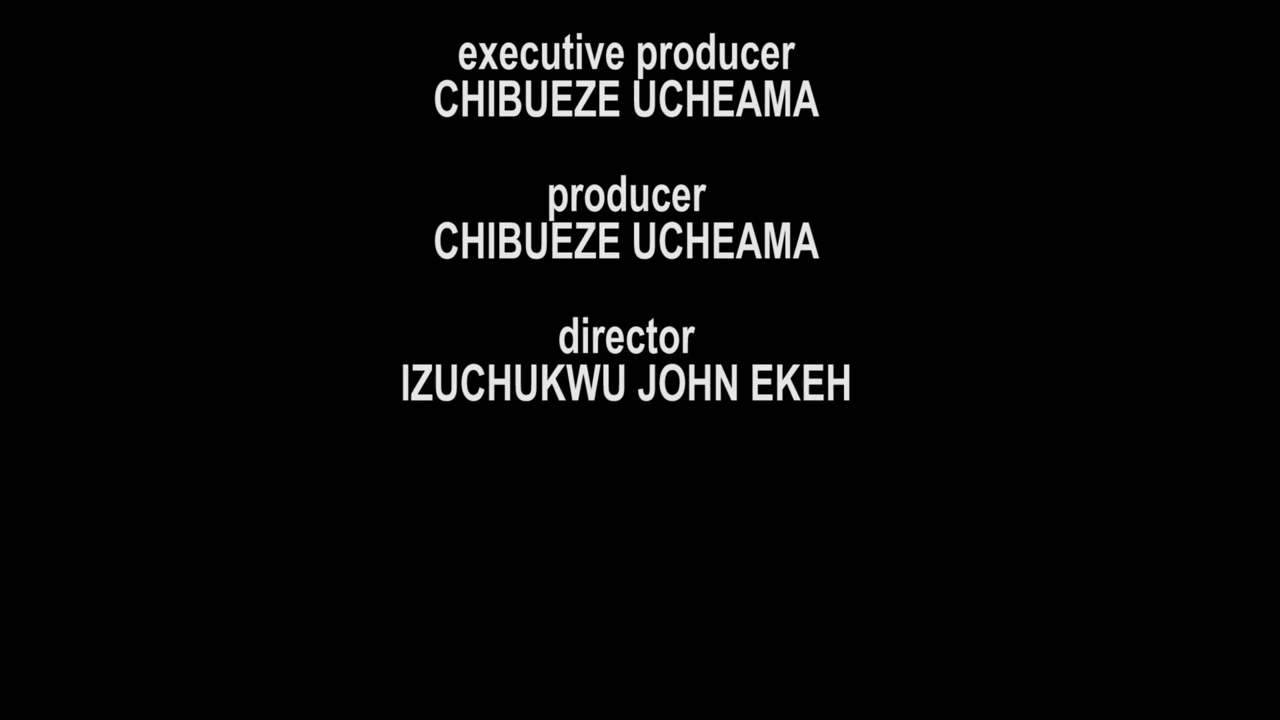 executive producer
CHIBUEZE UCHEAMA
producer
CHIBUEZE UCHEAMA
director
IZUCHUKWU JOHN EKEH